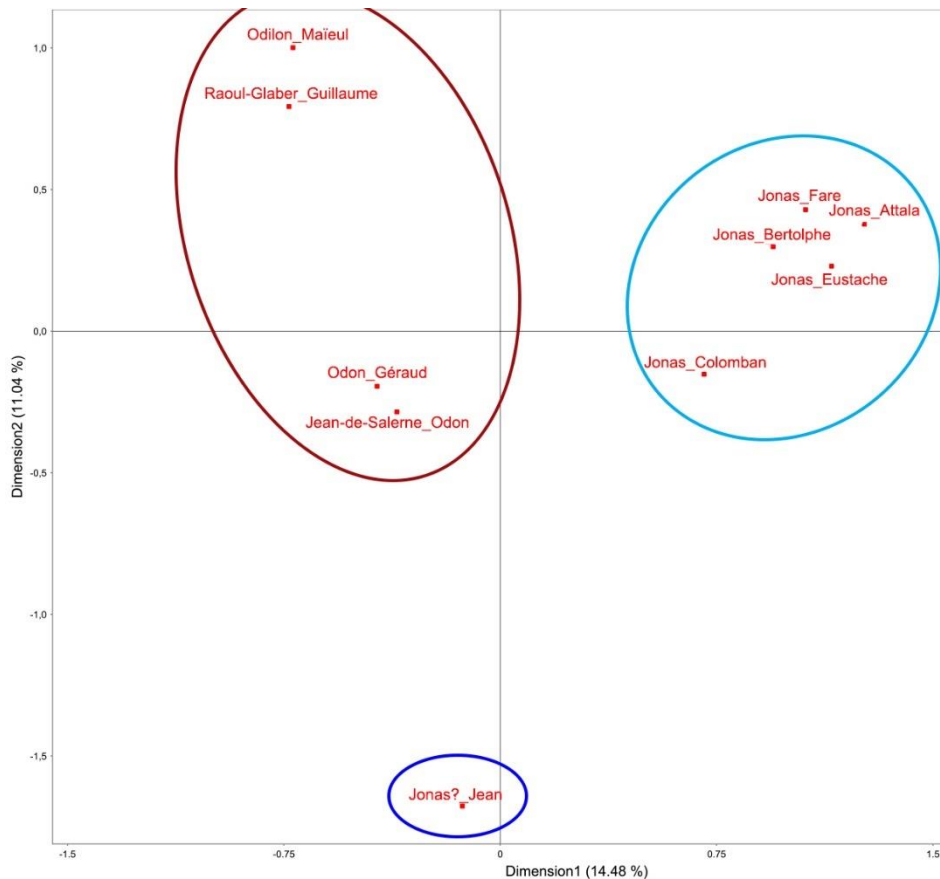 1,0
Odilon_Maïeul
Raoul-Glaber_Guillaume
0,5
Jonas_Fare
Jonas_Attala
Jonas_Bertolphe
Jonas_Eustache
0,0
Jonas_Colomban
Odon_Géraud
Jean-de-Salerne_Odon
-0,5
Dimension2 (11.04 %)
-1,0
-1,5
Jonas?_Jean
-1.5
-0.75
0
0.75
1.5
Dimension1 (14.48 %)